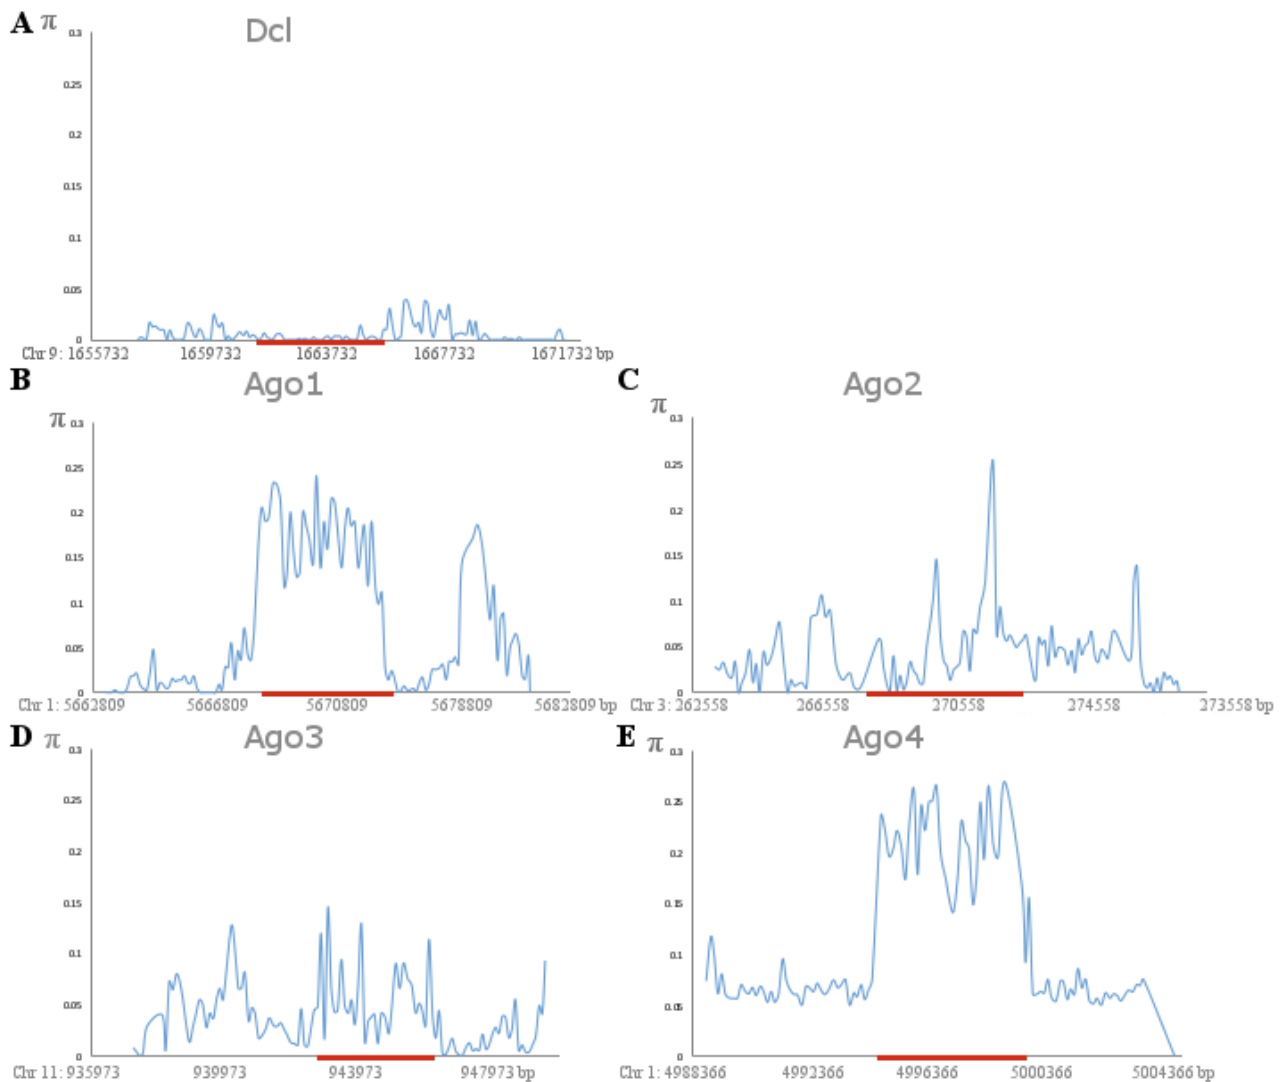 A π Dcl
0.3
0.25
0.2
0.15
0.1
0.05
0
Chr 9: 1655732 1659732 1663732 1667732 1671732 bp
B Ago1
π 0.3
0.25
0.2
0.15
0.1
0.05
0
Chr 1: 5662809 5666809 5670809 5678809 5682809 bp
C Ago2
π 0.3
0.25
0.2
0.15
0.1
0.05
0
Chr 3: 262558 266558 270558 274558 273558 bp
D π Ago3
0.3
0.25
0.2
0.15
0.1
0.05
0
Chr 11: 935973 939973 943973 947973 bp
E π Ago4
0.3
0.25
0.2
0.15
0.1
0.05
0
Chr 1: 4988366 4992366 4996366 5000366 5004366 bp